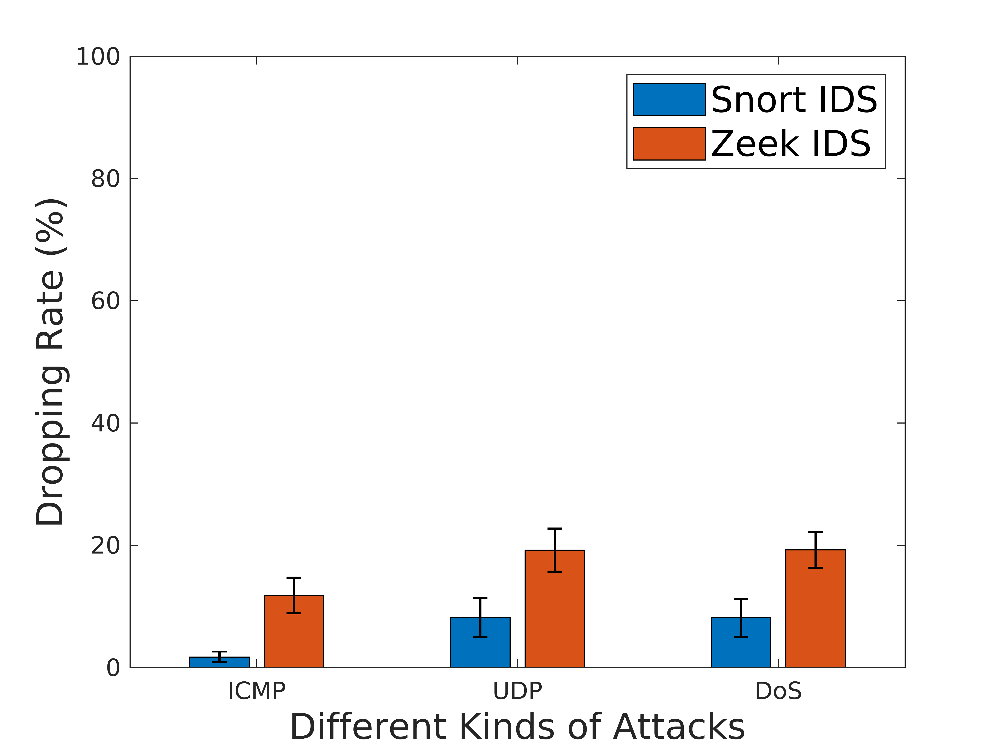 100
80
60
40
20
0
Dropping Rate (%)
Snort IDS
Zeek IDS
ICMP UDP DoS
Different Kinds of Attacks